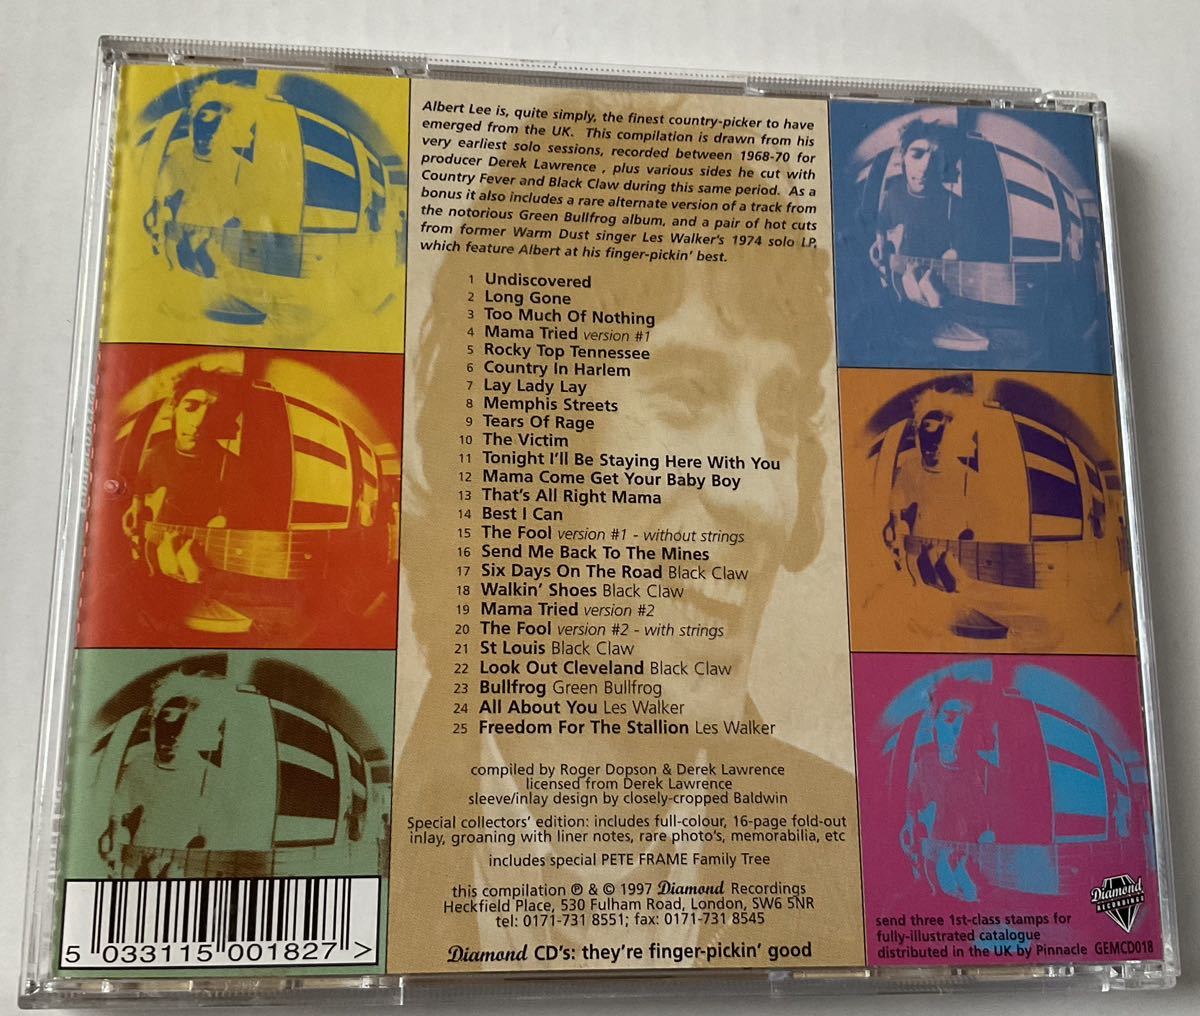 Albert Lee is, quite simply, the finest country-picker to have
emerged from the UK. This compilation is drawn from his
very earliest solo sessions, recorded between 1968-70 for
producer Derek Lawrence , plus various sides he cut with
Country Fever and Black Claw during this same period. As a
bonus it also includes a rare alternate version of a track from
the notorious Green Bullfrog album, and a pair of hot cuts
from former Warm Dust singer Les Walker's 1974 solo LP,
which feature Albert at his finger-pickin' best.
1 Undiscovered
2 Long Gone
3 Too Much Of Nothing
4 Mama Tried version #1
5 Rocky Top Tennessee
6 Country In Harlem
7 Lay Lady Lay
8 Memphis Streets
9 Tears Of Rage
10 The Victim
11 Tonight I'll Be Staying Here With You
12 Mama Come Get Your Baby Boy
13 That's All Right Mama
14 Best I Can
15 The Fool version #1 - without strings
16 Send Me Back To The Mines
17 Six Days On The Road Black Claw
18 Walkin' Shoes Black Claw
19 Mama Tried version #2
20 The Fool version #2 - with strings
21 St Louis Black Claw
22 Look Out Cleveland Black Claw
23 Bullfrog Green Bullfrog
24 All About You Les Walker
25 Freedom For The Stallion Les Walker
compiled by Roger Dopson & Derek Lawrence
licensed from Derek Lawrence
sleeve/inlay design by closely-cropped Baldwin
Special collectors' edition: includes full-colour, 16-page fold-out
inlay, groaning with liner notes, rare photo's, memorabilia, etc
includes special PETE FRAME Family Tree
this compilation ℗ & © 1997 Diamond Recordings
Heckfield Place, 530 Fulham Road, London, SW6 5NR
tel: 0171-731 8551; fax: 0171-731 8545
Diamond CD's: they're finger-pickin' good
5 033115 001827 >
Diamond
RECORDINGS
send three 1st-class stamps for
fully-illustrated catalogue
distributed in the UK by Pinnacle GEMCD018